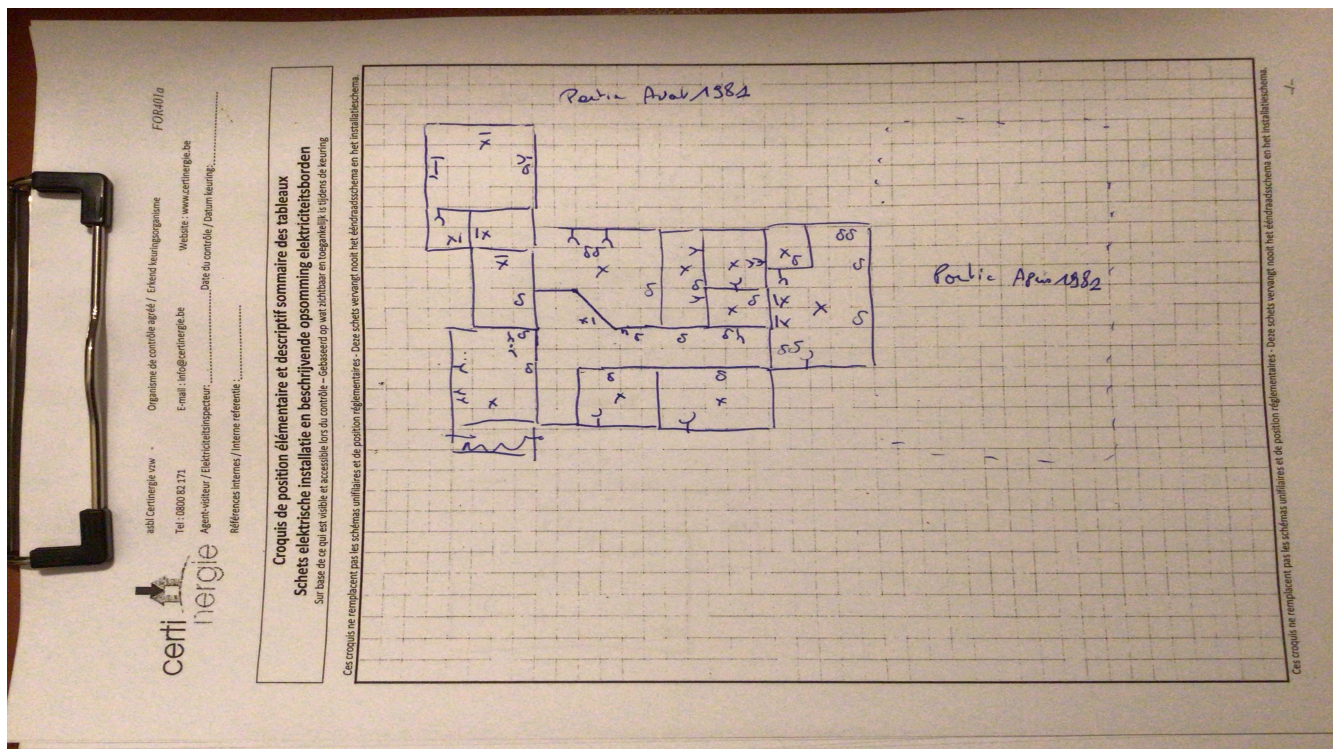 certi
nergie
asbl Certinergie vzw - Organisme de contrôle agréé / Erkend keuringsorganisme FOR401a
Tel : 0800 82 171 E-mail : info@certinergie.be Website : www.certinergie.be
Agent-visiteur / Elektriciteitsinspecteur: Date du contrôle / Datum keuring:
Références internes / Interne referentie :
Croquis de position élémentaire et descriptif sommaire des tableaux
Schets elektrische installatie en beschrijvende opsomming elektriciteitsborden
Sur base de ce qui est visible et accessible lors du contrôle – Gebaseerd op wat zichtbaar en toegankelijk is tijdens de keuring
Ces croquis ne remplacent pas les schémas unifilaires et de position réglementaires - Deze schets vervangt nooit het ééndraadsschema en het installatieschema.
Partie Avant 1981
Partie Après 1982
Ces croquis ne remplacent pas les schémas unifilaires et de position réglementaires - Deze schets vervangt nooit het ééndraadsschema en het installatieschema.